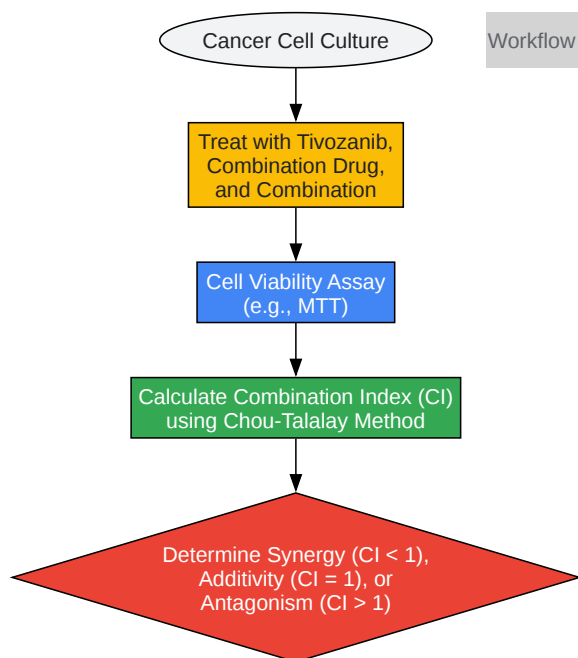 Cancer Cell Culture
Workflow
Treat with Tivozanib,
Combination Drug,
and Combination
Cell Viability Assay
(e.g., MTT)
Calculate Combination Index (CI)
using Chou-Talalay Method
Determine Synergy (CI < 1),
Additivity (CI = 1), or
Antagonism (CI > 1)